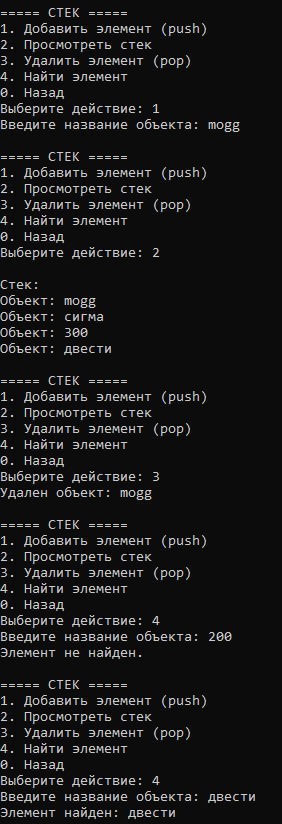 ===== СТЕК =====
1. Добавить элемент (push)
2. Просмотреть стек
3. Удалить элемент (pop)
4. Найти элемент
0. Назад
Выберите действие: 1
Введите название объекта: mogg
===== СТЕК =====
1. Добавить элемент (push)
2. Просмотреть стек
3. Удалить элемент (pop)
4. Найти элемент
0. Назад
Выберите действие: 2
Стек:
Объект: mogg
Объект: сигма
Объект: 300
Объект: двести
===== СТЕК =====
1. Добавить элемент (push)
2. Просмотреть стек
3. Удалить элемент (pop)
4. Найти элемент
0. Назад
Выберите действие: 3
Удален объект: mogg
===== СТЕК =====
1. Добавить элемент (push)
2. Просмотреть стек
3. Удалить элемент (pop)
4. Найти элемент
0. Назад
Выберите действие: 4
Введите название объекта: 200
Элемент не найден.
===== СТЕК =====
1. Добавить элемент (push)
2. Просмотреть стек
3. Удалить элемент (pop)
4. Найти элемент
0. Назад
Выберите действие: 4
Введите название объекта: двести
Элемент найден: двести